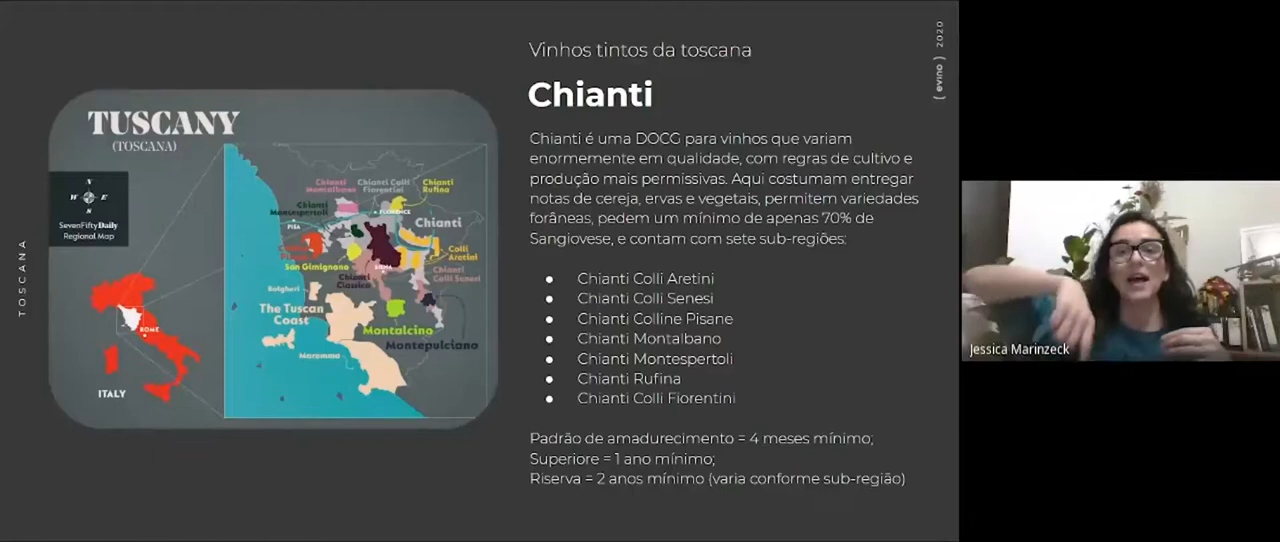 Vinhos tintos da toscana
Chianti
Chianti é uma DOCG para vinhos que variam
enormemente em qualidade, com regras de cultivo e
produção mais permissivas. Aqui costumam entregar
notas de cereja, ervas e vegetais, permitem variedades
forâneas, pedem um mínimo de apenas 70% de
Sangiovese, e contam com sete sub-regiões:
● Chianti Colli Aretini
● Chianti Colli Senesi
● Chianti Colline Pisane
● Chianti Montalbano
● Chianti Montespertoli
● Chianti Rufina
● Chianti Colli Fiorentini
Padrão de amadurecimento = 4 meses mínimo;
Superiore = 1 ano mínimo;
Riserva = 2 anos mínimo (varia conforme sub-região)
TOSCANA
( evino ) 2020
TUSCANY
(TOSCANA)
N
W E
S
SevenFiftyDaily
Regional Map
ITALY
ROME
Chianti
Montalbano
Chianti Colli
Fiorentini
Chianti
Rufina
Chianti
Montespertoli
FLORENCE
PISA
Chianti
Colli
Aretini
San Gimignano
SIENA
Chianti
Classico
Chianti
Colli Senesi
Bolgheri
The Tuscan
Coast
Montalcino
Montepulciano
Maremma
Jessica Marinzeck